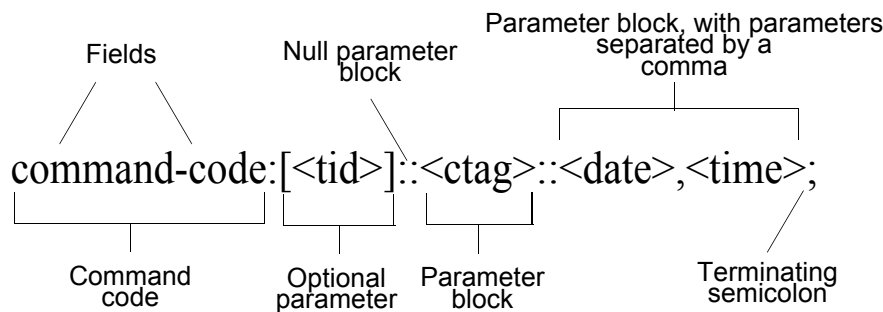 Parameter block, with parameters
separated by a
comma
Fields
Null parameter
block
command-code:[<tid>]::<ctag>::<date>,<time>;
Command
code
Optional
parameter
Parameter
block
Terminating
semicolon